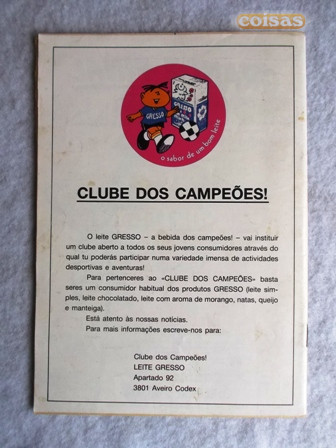 coisas
GRESSO
GRESSO
o sabor de um bom leite
CLUBE DOS CAMPEÕES!
O leite GRESSO – a bebida dos campeões! – vai instituir
um clube aberto a todos os seus jovens consumidores através do
qual tu poderás participar numa variedade imensa de actividades
desportivas e aventuras!
Para pertenceres ao «CLUBE DOS CAMPEÕES» basta
seres um consumidor habitual dos produtos GRESSO (leite sim-
ples, leite chocolatado, leite com aroma de morango, natas, queijo
e manteiga).
Está atento às nossas notícias.
Para mais informações escreve-nos para:
Clube dos Campeões!
LEITE GRESSO
Apartado 92
3801 Aveiro Codex